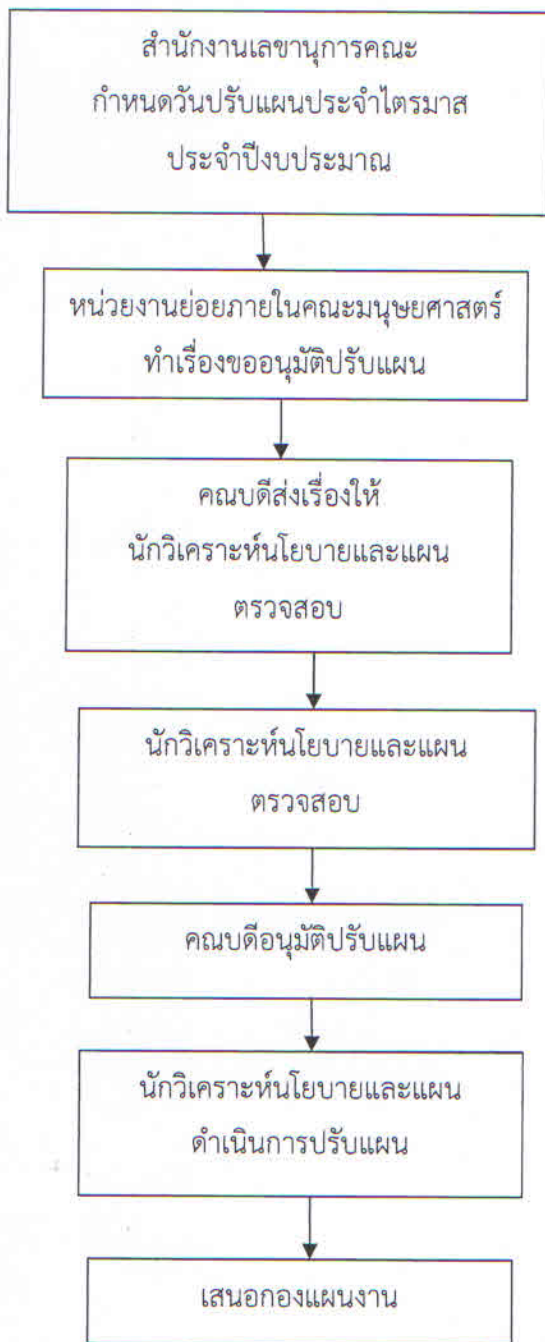 สำนักงานเลขานุการคณะ
กำหนดวันปรับแผนประจำไตรมาส
ประจำปีงบประมาณ
หน่วยงานย่อยภายในคณะมนุษยศาสตร์
ทำเรื่องขออนุมัติปรับแผน
คณบดีส่งเรื่องให้
นักวิเคราะห์นโยบายและแผน
ตรวจสอบ
นักวิเคราะห์นโยบายและแผน
ตรวจสอบ
คณบดีอนุมัติปรับแผน
นักวิเคราะห์นโยบายและแผน
ดำเนินการปรับแผน
เสนอกองแผนงาน